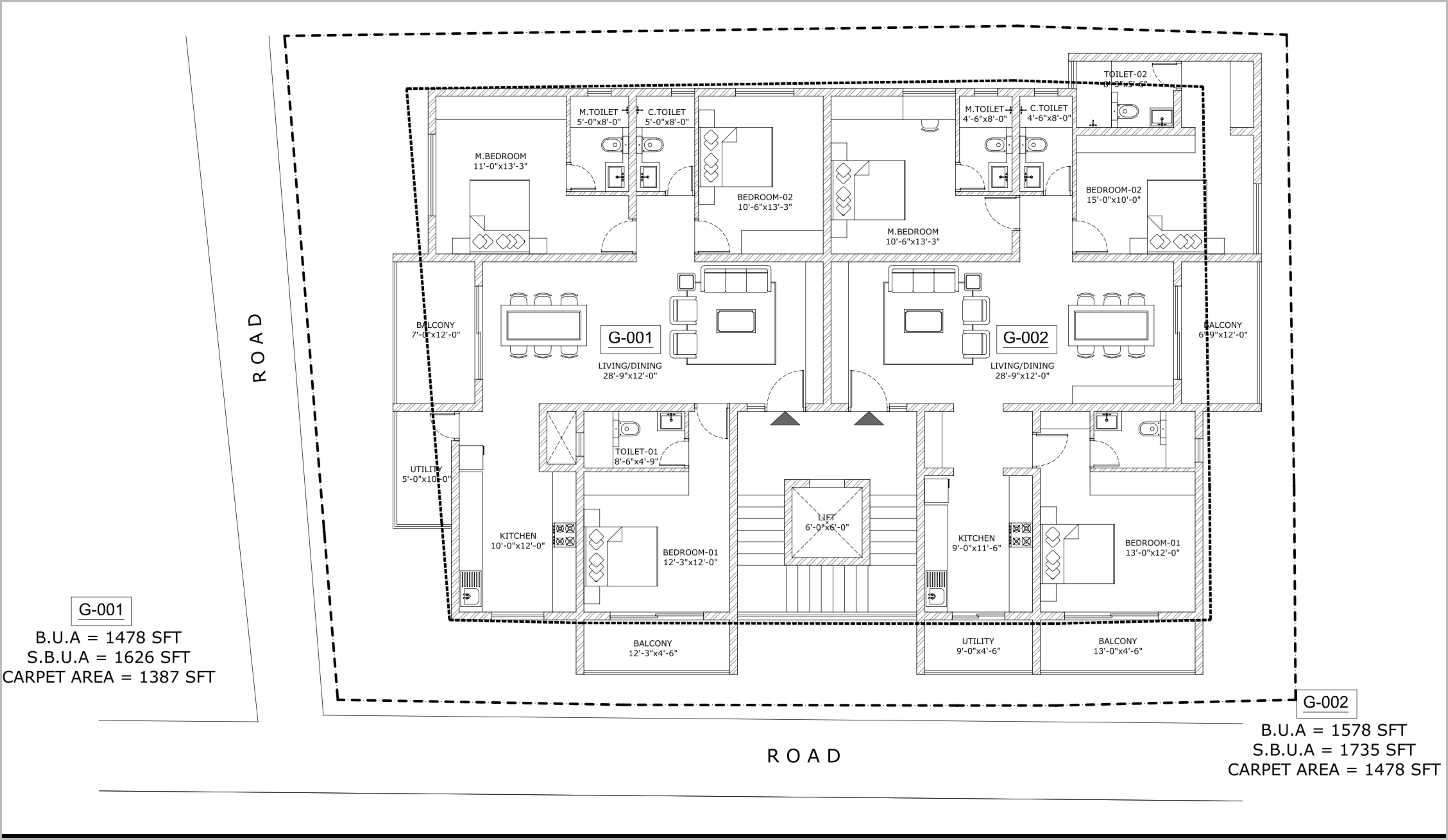 TOILET-02
8'-3"x5'-6"
M.TOILET
5'-0"x8'-0"
C.TOILET
5'-0"x8'-0"
M.TOILET
4'-6"x8'-0"
C.TOILET
4'-6"x8'-0"
M.BEDROOM
11'-0"x13'-3"
BEDROOM-02
10'-6"x13'-3"
M.BEDROOM
10'-6"x13'-3"
BEDROOM-02
15'-0"x10'-0"
BALCONY
7'-0"x12'-0"
G-001
LIVING/DINING
28'-9"x12'-0"
G-002
LIVING/DINING
28'-9"x12'-0"
BALCONY
6'-9"x12'-0"
ROAD
UTILITY
5'-0"x10'-0"
TOILET-01
8'-6"x4'-9"
KITCHEN
10'-0"x12'-0"
BEDROOM-01
12'-3"x12'-0"
LIFT
6'-0"x6'-0"
KITCHEN
9'-0"x11'-6"
BEDROOM-01
13'-0"x12'-0"
BALCONY
12'-3"x4'-6"
UTILITY
9'-0"x4'-6"
BALCONY
13'-0"x4'-6"
G-001
B.U.A = 1478 SFT
S.B.U.A = 1626 SFT
CARPET AREA = 1387 SFT
ROAD
G-002
B.U.A = 1578 SFT
S.B.U.A = 1735 SFT
CARPET AREA = 1478 SFT